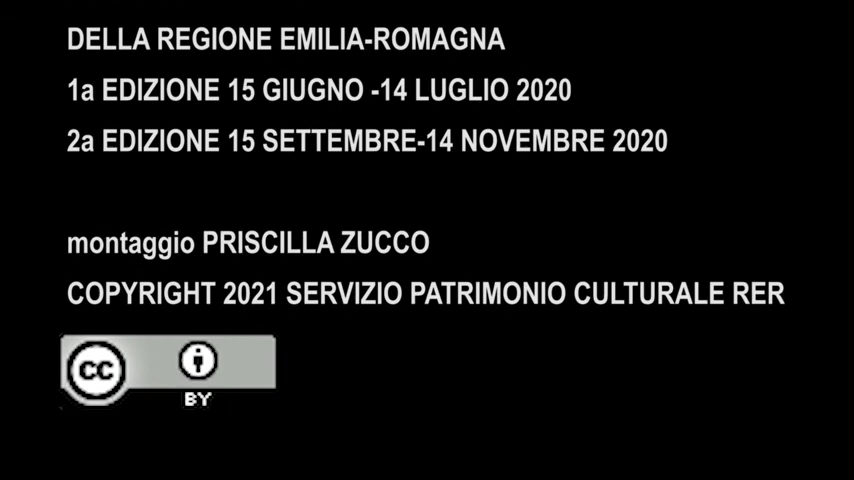 DELLA REGIONE EMILIA-ROMAGNA
1a EDIZIONE 15 GIUGNO -14 LUGLIO 2020
2a EDIZIONE 15 SETTEMBRE-14 NOVEMBRE 2020
montaggio PRISCILLA ZUCCO
COPYRIGHT 2021 SERVIZIO PATRIMONIO CULTURALE RER
CC
BY